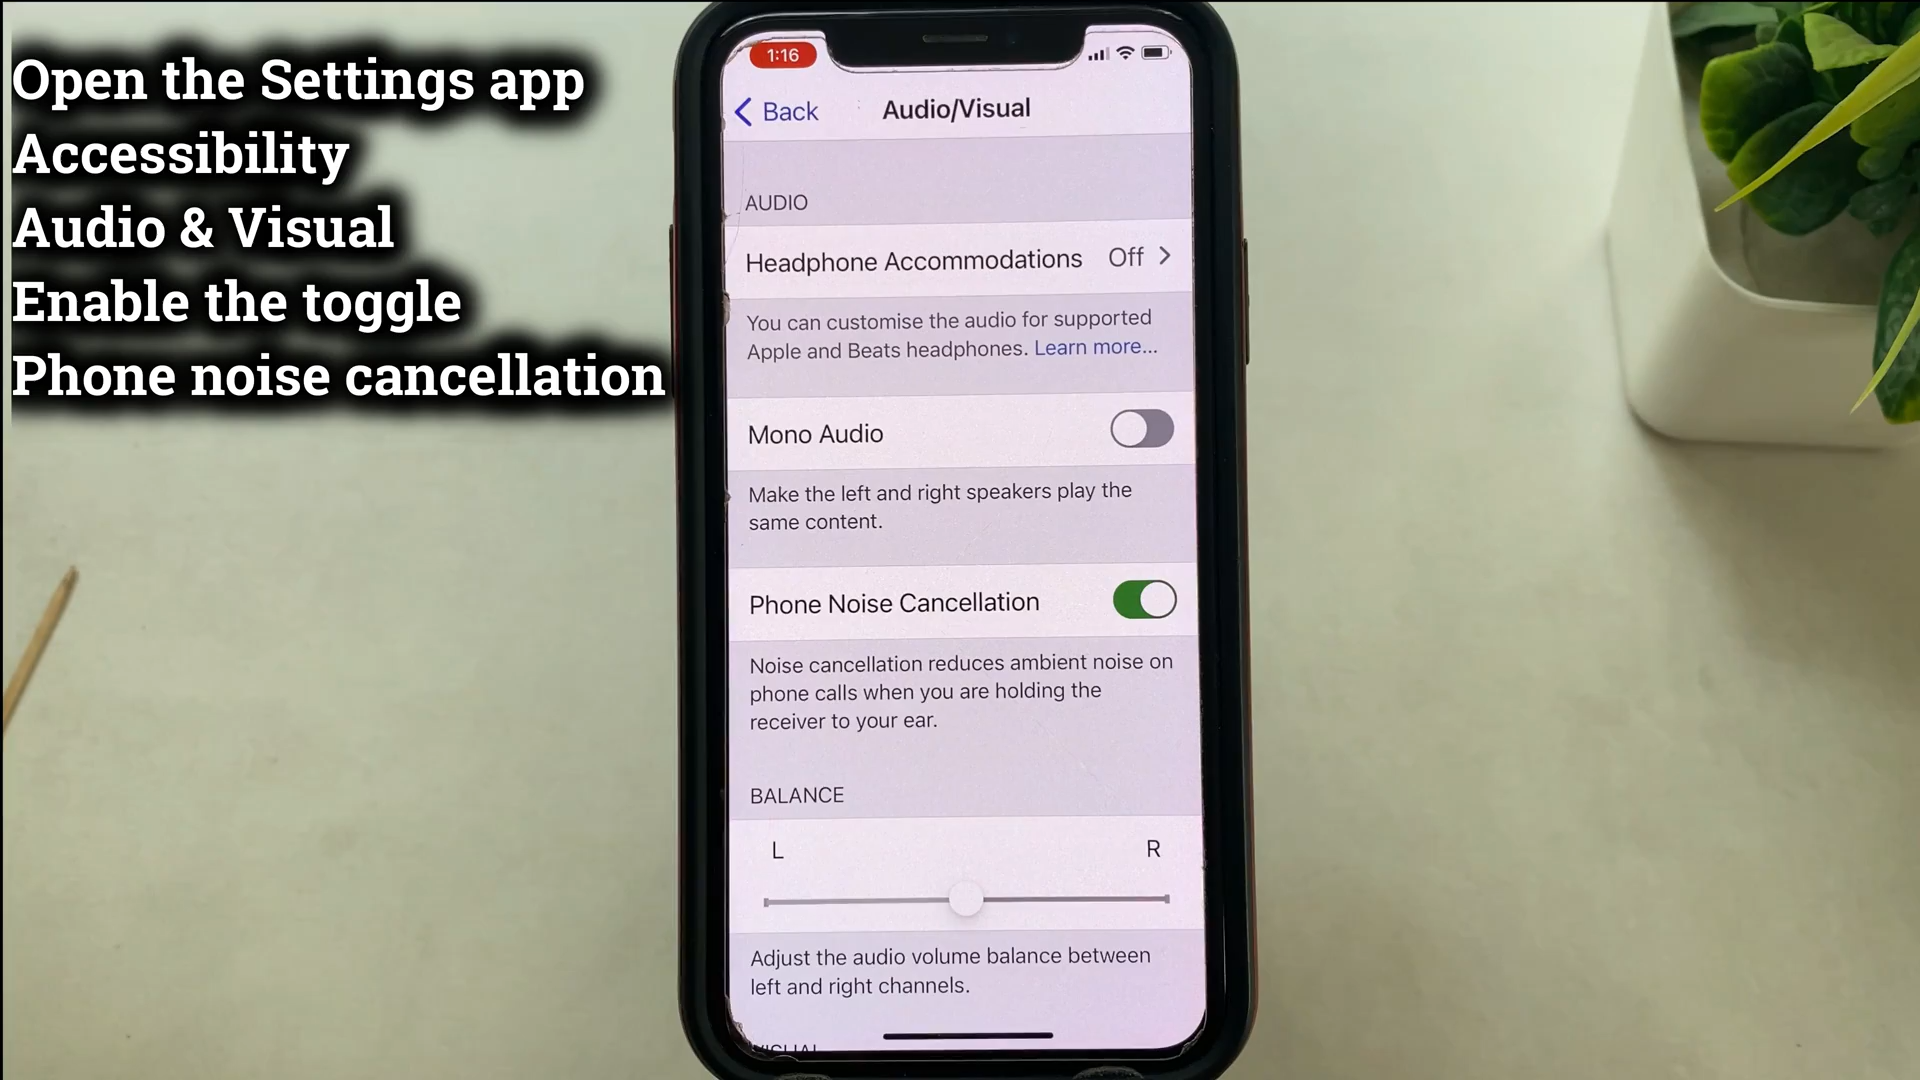 Open the Settings app
Accessibility
Audio & Visual
Enable the toggle
Phone noise cancellation
1:16
Back
Audio/Visual
AUDIO
Headphone Accommodations Off
You can customise the audio for supported
Apple and Beats headphones. Learn more...
Mono Audio
Make the left and right speakers play the
same content.
Phone Noise Cancellation
Noise cancellation reduces ambient noise on
phone calls when you are holding the
receiver to your ear.
BALANCE
L R
Adjust the audio volume balance between
left and right channels.
VISUAL